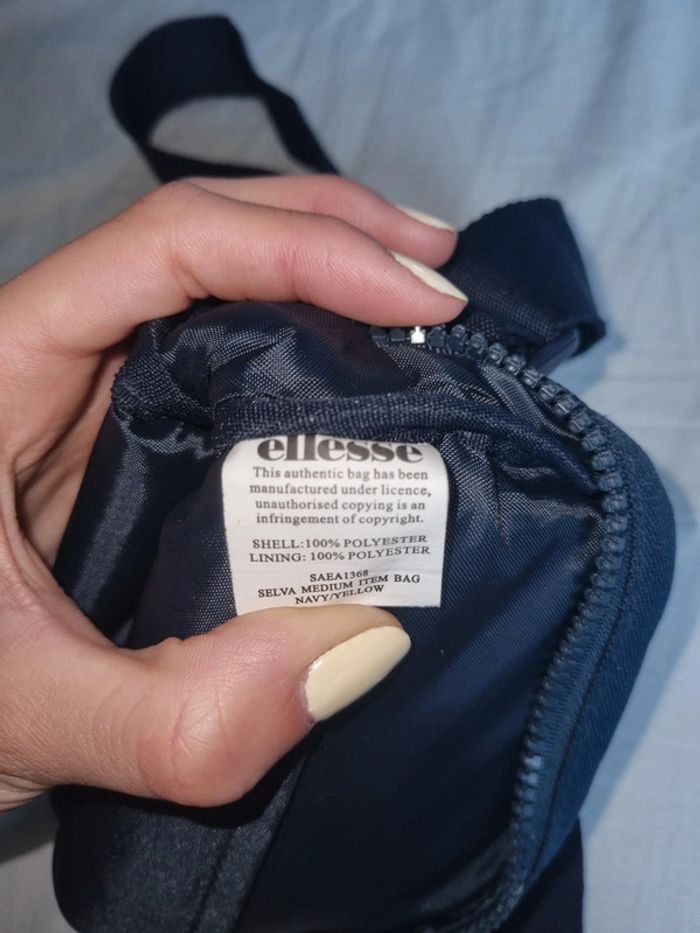 ellesse
This authentic bag has been
manufactured under licence,
unauthorised copying is an
infringement of copyright.
SHELL:100% POLYESTER
LINING: 100% POLYESTER
SAEA1368
SELVA MEDIUM ITEM BAG
NAVY/YELLOW